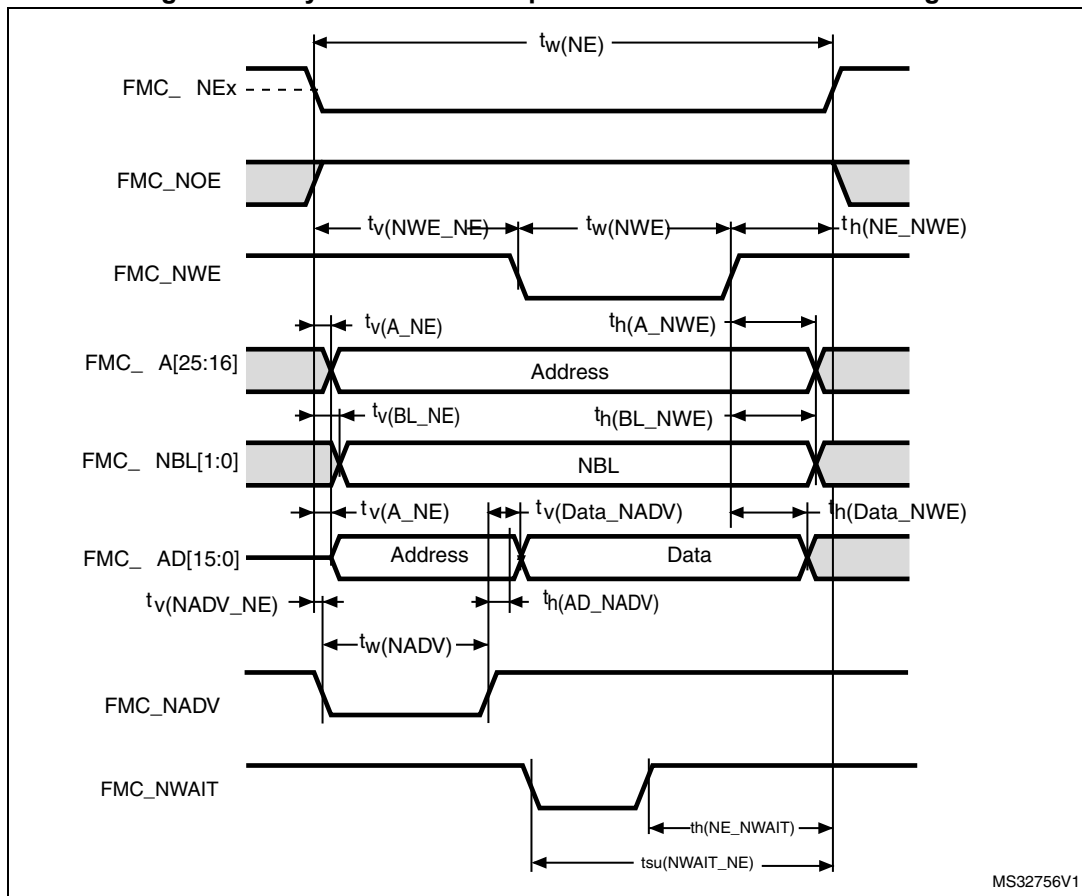 tw(NE)
FMC_ NEx
FMC_NOE
tv(NWE_NE) tw(NWE) th(NE_NWE)
FMC_NWE
tv(A_NE) th(A_NWE)
FMC_ A[25:16] Address
tv(BL_NE) th(BL_NWE)
FMC_ NBL[1:0] NBL
tv(A_NE) tv(Data_NADV) th(Data_NWE)
FMC_ AD[15:0] Address Data
tv(NADV_NE) th(AD_NADV)
tw(NADV)
FMC_NADV
FMC_NWAIT
th(NE_NWAIT)
tsu(NWAIT_NE)
MS32756V1